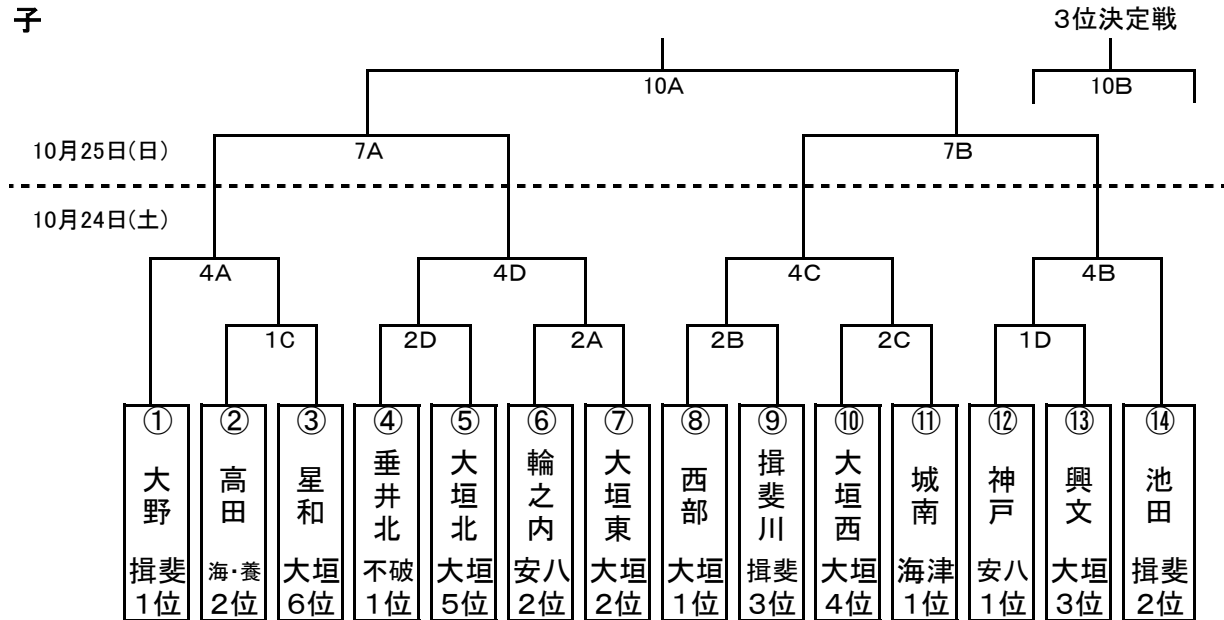 子
3位決定戦
10A
10B
10月25日(日)
7A
7B
10月24日(土)
4A
4D
4C
4B
1C
2D
2A
2B
2C
1D
①
大野
揖斐
1位
②
高田
海・養
2位
③
星和
大垣
6位
④
垂井北
不破
1位
⑤
大垣北
大垣
5位
⑥
輪之内
安八
2位
⑦
大垣東
大垣
2位
⑧
西部
大垣
1位
⑨
揖斐川
揖斐
3位
⑩
大垣西
大垣
4位
⑪
城南
海津
1位
⑫
神戸
安八
1位
⑬
興文
大垣
3位
⑭
池田
揖斐
2位